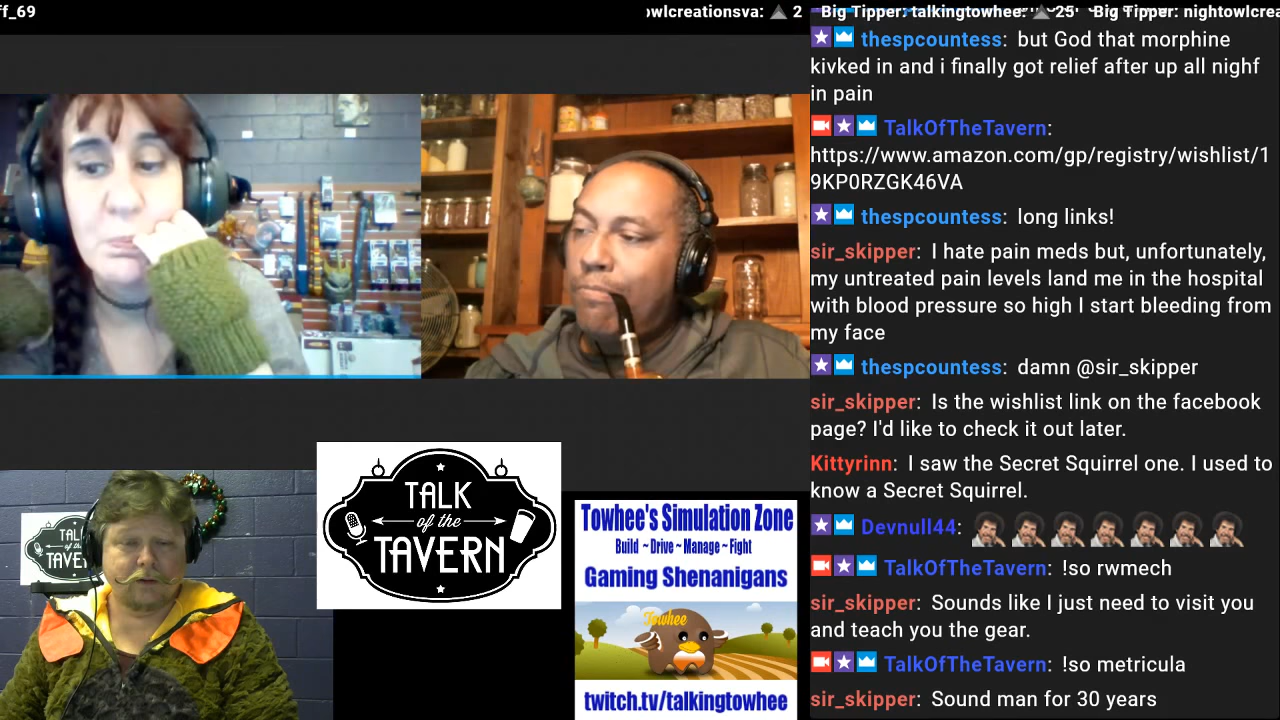 ff_69
owlcreationsva: 2
Big Tipper: talkingtowhee: 25
Big Tipper: nightowlcrea
thespcountess: but God that morphine
kivked in and i finally got relief after up all nighf
in pain
TalkOfTheTavern:
https://www.amazon.com/gp/registry/wishlist/1
9KP0RZGK46VA
thespcountess: long links!
sir_skipper: I hate pain meds but, unfortunately,
my untreated pain levels land me in the hospital
with blood pressure so high I start bleeding from
my face
thespcountess: damn @sir_skipper
sir_skipper: Is the wishlist link on the facebook
page? I'd like to check it out later.
Kittyrinn: I saw the Secret Squirrel one. I used to
know a Secret Squirrel.
Devnull44:
TalkOfTheTavern: !so rwmech
sir_skipper: Sounds like I just need to visit you
and teach you the gear.
TalkOfTheTavern: !so metricula
sir_skipper: Sound man for 30 years
TALK
of the
TAVERN
TAL
of th
TAVE
Towhee's Simulation Zone
Build ~ Drive ~ Manage ~ Fight
Gaming Shenanigans
Towhee
twitch.tv/talkingtowhee